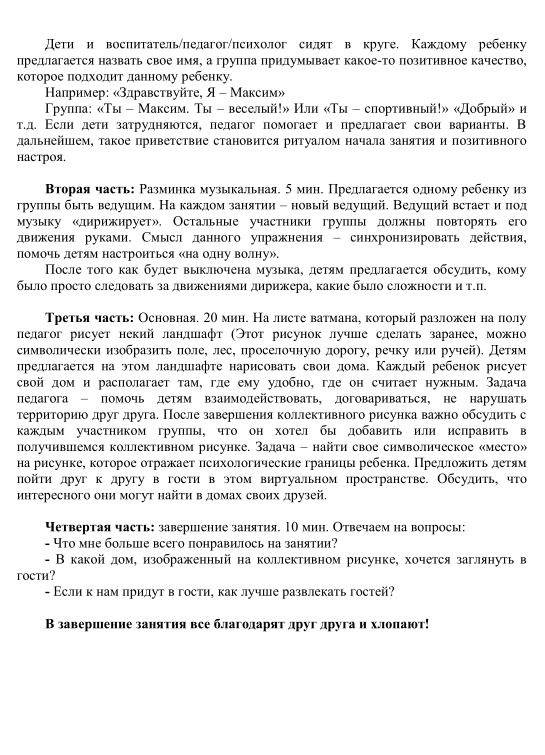 Дети и воспитатель/педагог/психолог сидят в круге. Каждому ребенку
предлагается назвать свое имя, а группа придумывает какое-то позитивное качество,
которое подходит данному ребенку.
Например: «Здравствуйте, Я – Максим»
Группа: «Ты – Максим. Ты – веселый!» Или «Ты – спортивный!» «Добрый» и
т.д. Если дети затрудняются, педагог помогает и предлагает свои варианты. В
дальнейшем, такое приветствие становится ритуалом начала занятия и позитивного
настроя.
Вторая часть: Разминка музыкальная. 5 мин. Предлагается одному ребенку из
группы быть ведущим. На каждом занятии – новый ведущий. Ведущий встает и под
музыку «дирижирует». Остальные участники группы должны повторять его
движения руками. Смысл данного упражнения – синхронизировать действия,
помочь детям настроиться «на одну волну».
После того как будет выключена музыка, детям предлагается обсудить, кому
было просто следовать за движениями дирижера, какие было сложности и т.п.
Третья часть: Основная. 20 мин. На листе ватмана, который разложен на полу
педагог рисует некий ландшафт (Этот рисунок лучше сделать заранее, можно
символически изобразить поле, лес, проселочную дорогу, речку или ручей). Детям
предлагается на этом ландшафте нарисовать свои дома. Каждый ребенок рисует
свой дом и располагает там, где ему удобно, где он считает нужным. Задача
педагога – помочь детям взаимодействовать, договариваться, не нарушать
территорию друг друга. После завершения коллективного рисунка важно обсудить с
каждым участником группы, что он хотел бы добавить или исправить в
получившемся коллективном рисунке. Задача – найти свое символическое «место»
на рисунке, которое отражает психологические границы ребенка. Предложить детям
пойти друг к другу в гости в этом виртуальном пространстве. Обсудить, что
интересного они могут найти в домах своих друзей.
Четвертая часть: завершение занятия. 10 мин. Отвечаем на вопросы:
- Что мне больше всего понравилось на занятии?
- В какой дом, изображенный на коллективном рисунке, хочется заглянуть в
гости?
- Если к нам придут в гости, как лучше развлекать гостей?
В завершение занятия все благодарят друг друга и хлопают!